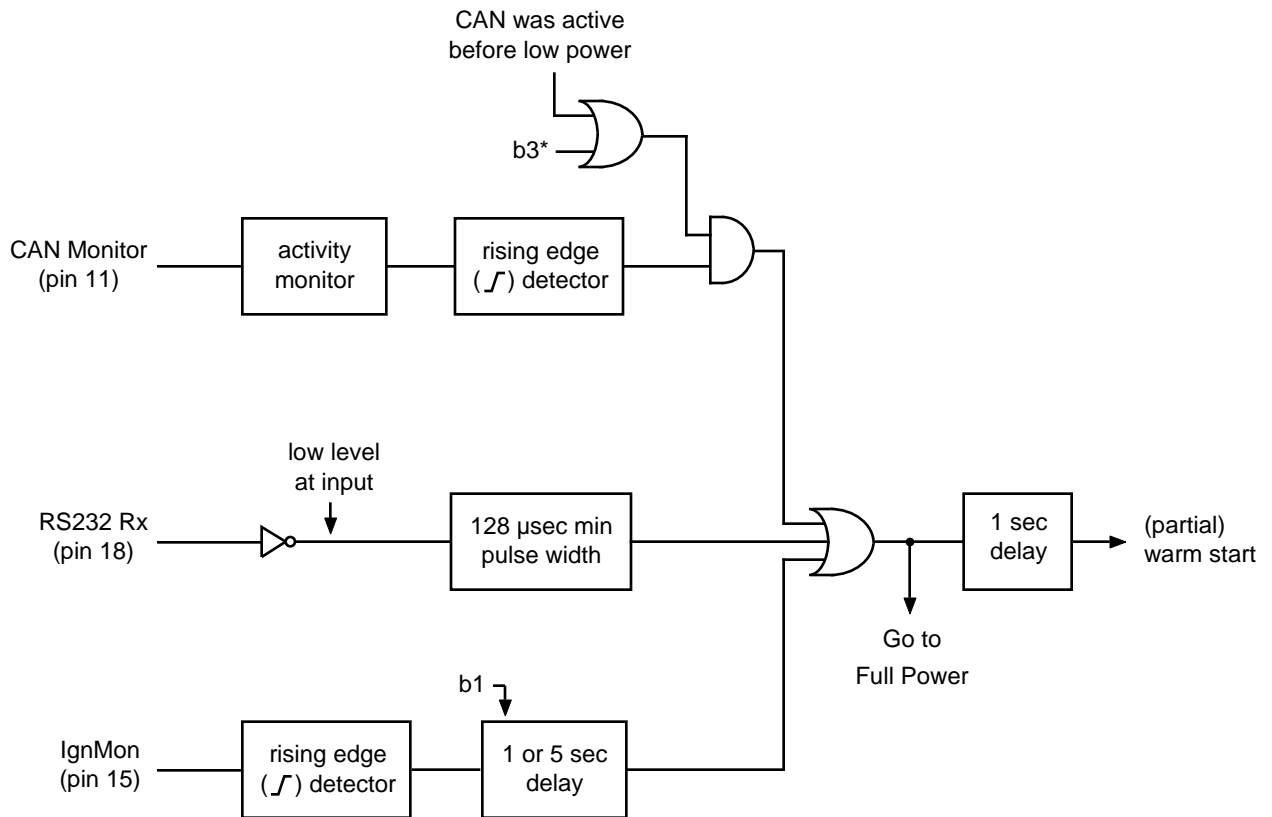 CAN was active
before low power
b3*
CAN Monitor
(pin 11)
activity
monitor
rising edge
( ) detector
low level
at input
RS232 Rx
(pin 18)
128 µsec min
pulse width
1 sec
delay
(partial)
warm start
Go to
Full Power
b1
IgnMon
(pin 15)
rising edge
( ) detector
1 or 5 sec
delay